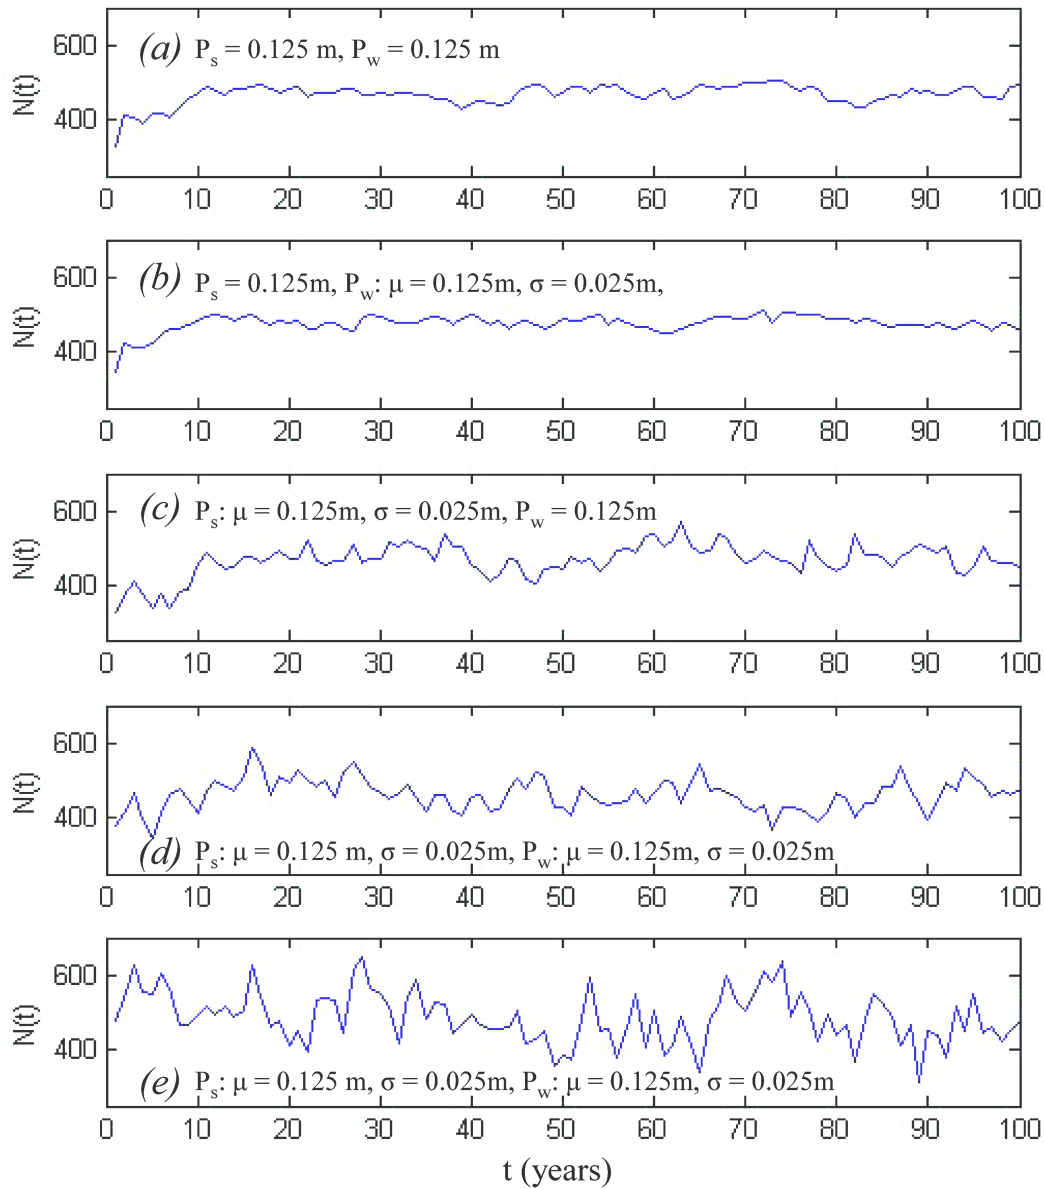 (a) Ps = 0.125 m, Pw = 0.125 m
600
400
N(t)
0 10 20 30 40 50 60 70 80 90 100
(b) Ps = 0.125m, Pw: μ = 0.125m, σ = 0.025m,
600
400
N(t)
0 10 20 30 40 50 60 70 80 90 100
(c) Ps: μ = 0.125m, σ = 0.025m, Pw = 0.125m
600
400
N(t)
0 10 20 30 40 50 60 70 80 90 100
600
400
N(t)
(d) Ps: μ = 0.125 m, σ = 0.025m, Pw: μ = 0.125m, σ = 0.025m
0 10 20 30 40 50 60 70 80 90 100
600
400
N(t)
(e) Ps: μ = 0.125 m, σ = 0.025m, Pw: μ = 0.125m, σ = 0.025m
0 10 20 30 40 50 60 70 80 90 100
t (years)